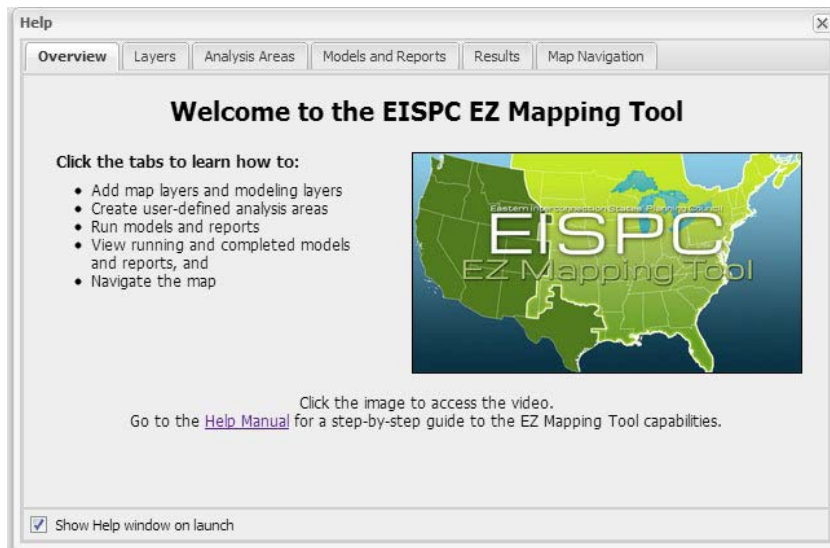 Help
Overview Layers Analysis Areas Models and Reports Results Map Navigation
Welcome to the EISPC EZ Mapping Tool
Click the tabs to learn how to:
• Add map layers and modeling layers
• Create user-defined analysis areas
• Run models and reports
• View running and completed models
and reports, and
• Navigate the map
Eastern Interconnection States Planning Council
EISPC
EZ Mapping Tool
Click the image to access the video.
Go to the Help Manual for a step-by-step guide to the EZ Mapping Tool capabilities.
Show Help window on launch